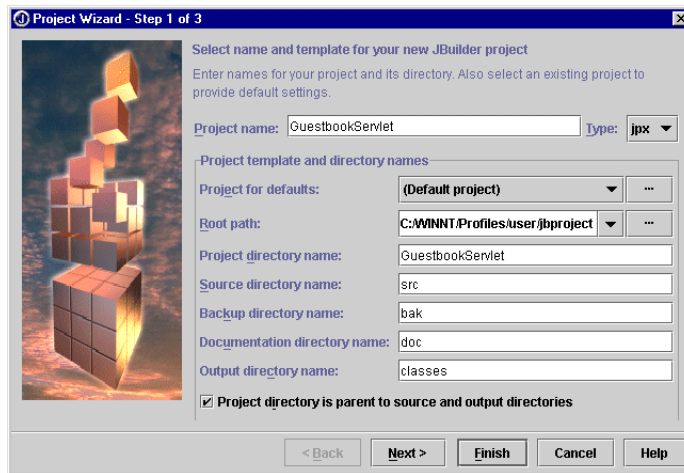 Project Wizard - Step 1 of 3
Select name and template for your new JBuilder project
Enter names for your project and its directory. Also select an existing project to
provide default settings.
Project name: GuestbookServlet Type: jpx
Project template and directory names
Project for defaults: (Default project) ...
Root path: C:/WINNT/Profiles/user/jbproject ...
Project directory name: GuestbookServlet
Source directory name: src
Backup directory name: bak
Documentation directory name: doc
Output directory name: classes
Project directory is parent to source and output directories
< Back Next > Finish Cancel Help